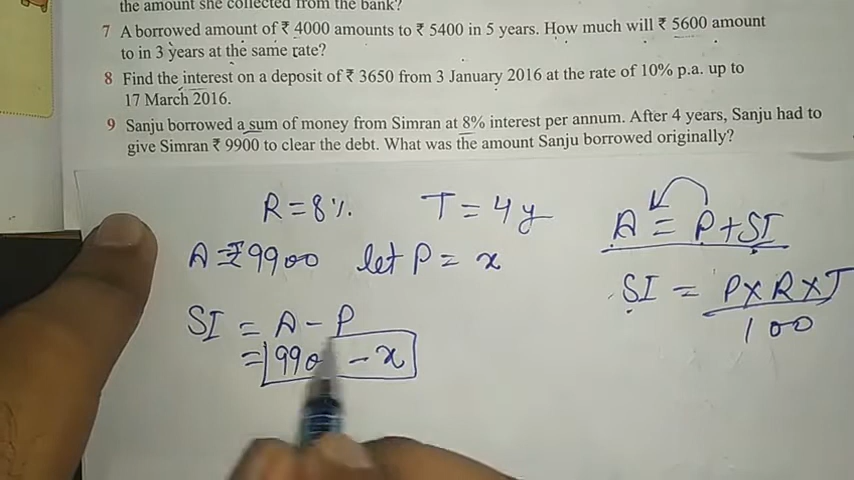 the amount she collected from the bank?
7 A borrowed amount of ₹ 4000 amounts to ₹ 5400 in 5 years. How much will ₹ 5600 amount
to in 3 years at the same rate?
8 Find the interest on a deposit of ₹ 3650 from 3 January 2016 at the rate of 10% p.a. up to
17 March 2016.
9 Sanju borrowed a sum of money from Simran at 8% interest per annum. After 4 years, Sanju had to
give Simran ₹ 9900 to clear the debt. What was the amount Sanju borrowed originally?
R = 8%. T = 4 y
A = P + SI
A = ₹ 9900 let P = x
SI = P × R × T
100
SI = A - P
= 990 - x